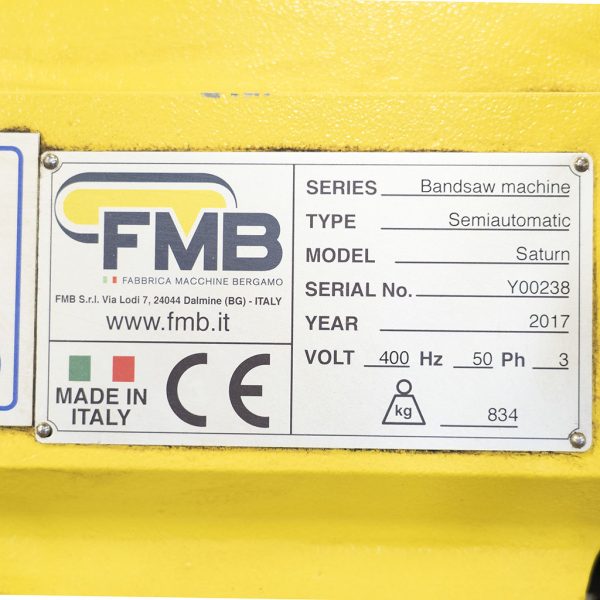 FMB
FABBRICA MACCHINE BERGAMO
FMB S.r.l. Via Lodi 7, 24044 Dalmine (BG) - ITALY
www.fmb.it
MADE IN
ITALY
CE
SERIES Bandsaw machine
TYPE Semiautomatic
MODEL Saturn
SERIAL No. Y00238
YEAR 2017
VOLT 400 Hz 50 Ph 3
kg 834